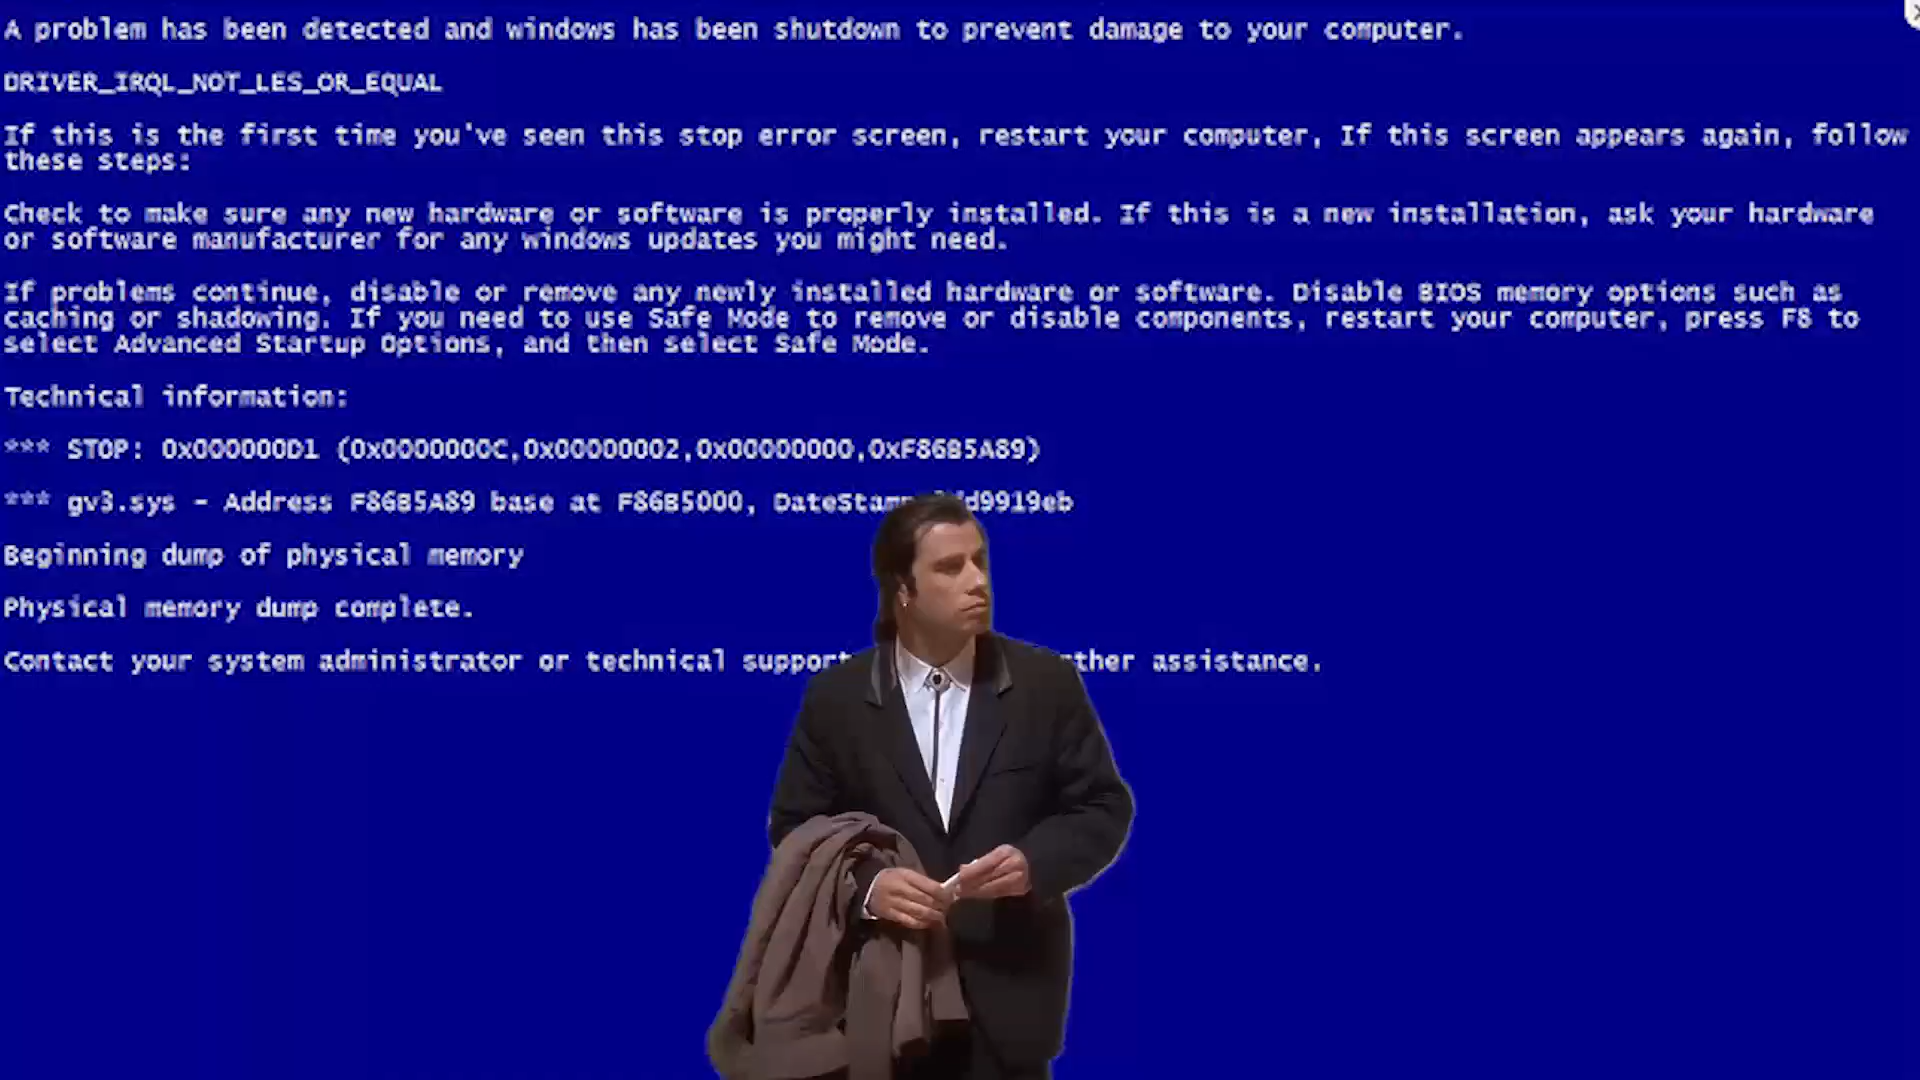 A problem has been detected and windows has been shutdown to prevent damage to your computer.
DRIVER_IRQL_NOT_LES_OR_EQUAL
If this is the first time you've seen this stop error screen, restart your computer, If this screen appears again, follow
these steps:
Check to make sure any new hardware or software is properly installed. If this is a new installation, ask your hardware
or software manufacturer for any windows updates you might need.
If problems continue, disable or remove any newly installed hardware or software. Disable BIOS memory options such as
caching or shadowing. If you need to use Safe Mode to remove or disable components, restart your computer, press F8 to
select Advanced Startup Options, and then select Safe Mode.
Technical information:
*** STOP: 0x000000D1 (0x0000000C,0x00000002,0x00000000,0xF86B5A89)
*** gv3.sys - Address F86B5A89 base at F86B5000, d9919eb
Beginning dump of physical memory
Physical memory dump complete.
Contact your system administrator or technical support assistance.